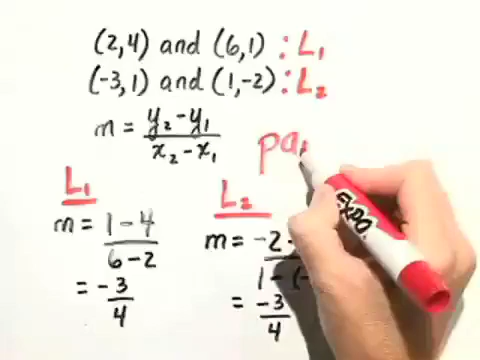 (2,4) and (6,1) : L₁
(-3,1) and (1,-2) : L₂
m = y₂ - y₁ / x₂ - x₁
pa
L₁
m = 1 - 4 / 6 - 2
= -3 / 4
L₂
m = -2 - / 1 - (-
= -3 / 4
EXPO